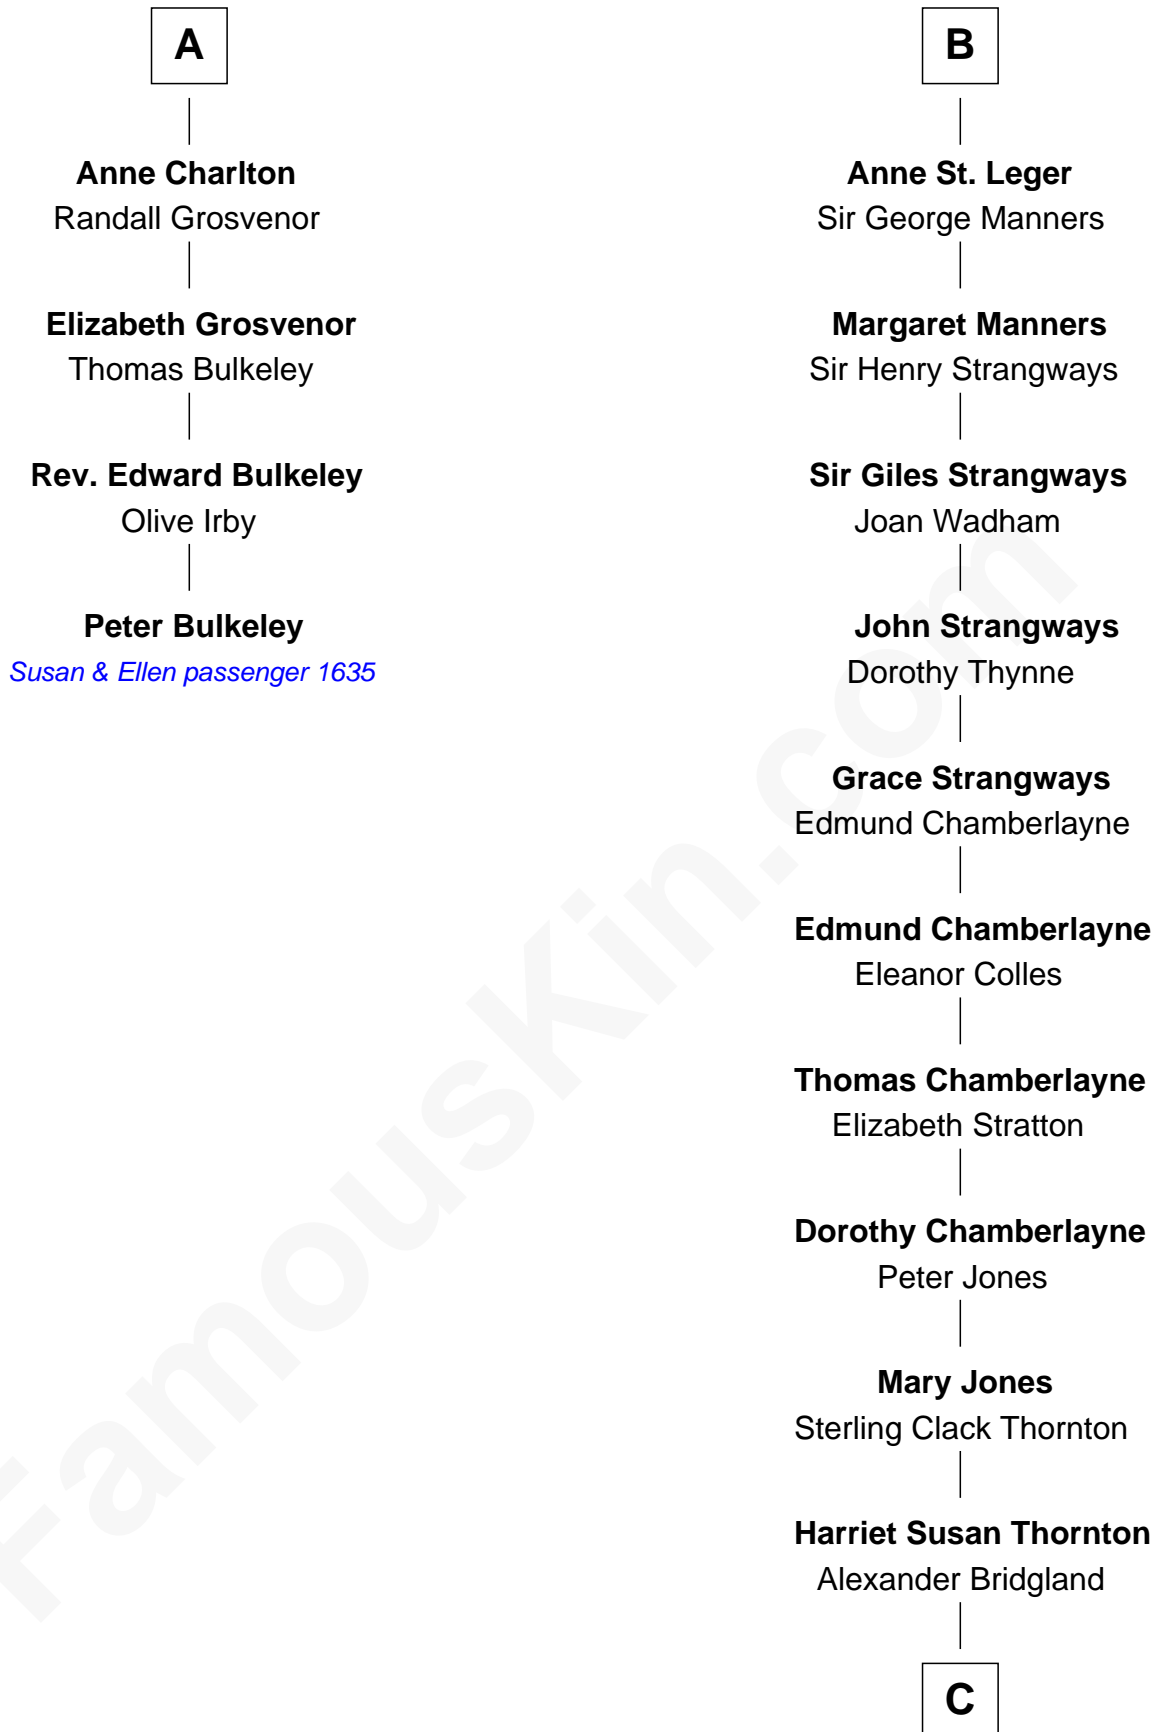 A
Anne Charlton
Randall Grosvenor
Elizabeth Grosvenor
Thomas Bulkeley
Rev. Edward Bulkeley
Olive Irby
Peter Bulkeley
Susan & Ellen passenger 1635
B
Anne St. Leger
Sir George Manners
Margaret Manners
Sir Henry Strangways
Sir Giles Strangways
Joan Wadham
John Strangways
Dorothy Thynne
Grace Strangways
Edmund Chamberlayne
Edmund Chamberlayne
Eleanor Colles
Thomas Chamberlayne
Elizabeth Stratton
Dorothy Chamberlayne
Peter Jones
Mary Jones
Sterling Clack Thornton
Harriet Susan Thornton
Alexander Bridgland
C
FamousKin.com